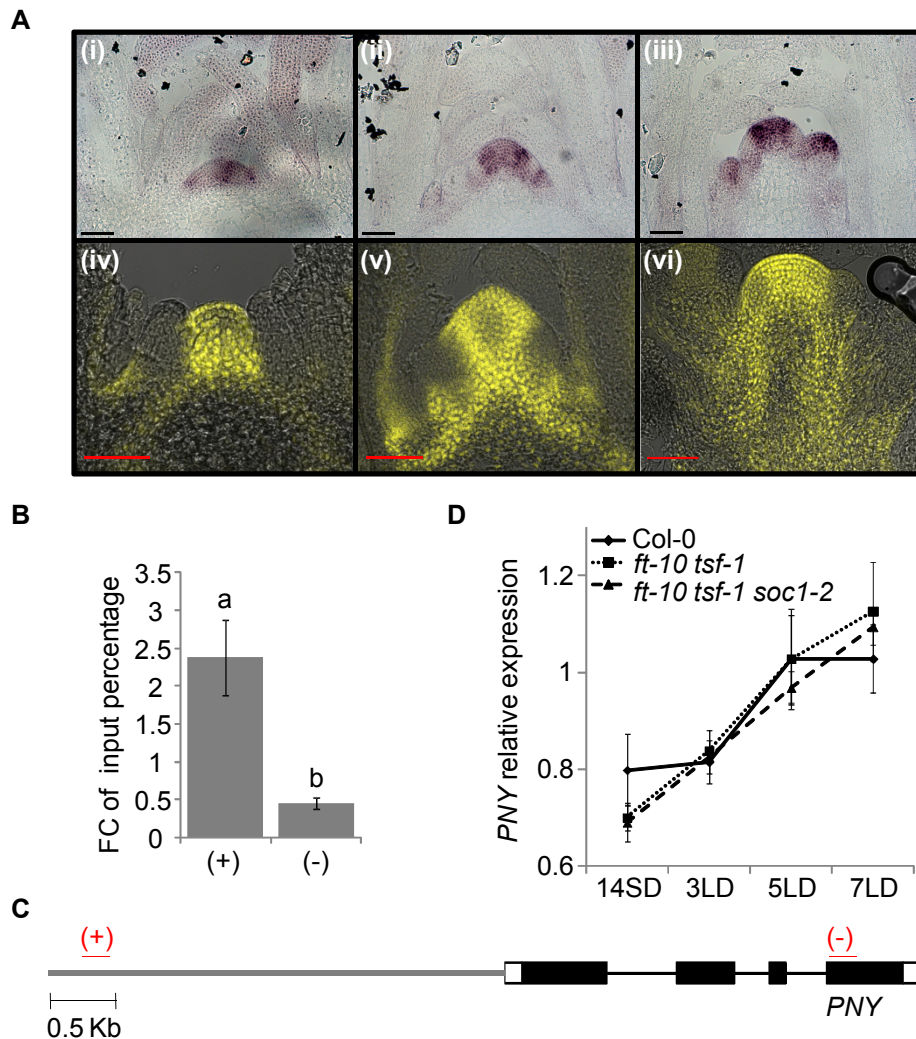 A
(i)
(ii)
(iii)
(iv)
(v)
(vi)
B
FC of input percentage
3.5
3
2.5
2
1.5
1
0.5
0
a
b
(+)
(-)
D
PNY relative expression
Col-0
ft-10 tsf-1
ft-10 tsf-1 soc1-2
1.2
1
0.8
0.6
14SD
3LD
5LD
7LD
C
(+)
(-)
0.5 Kb
PNY